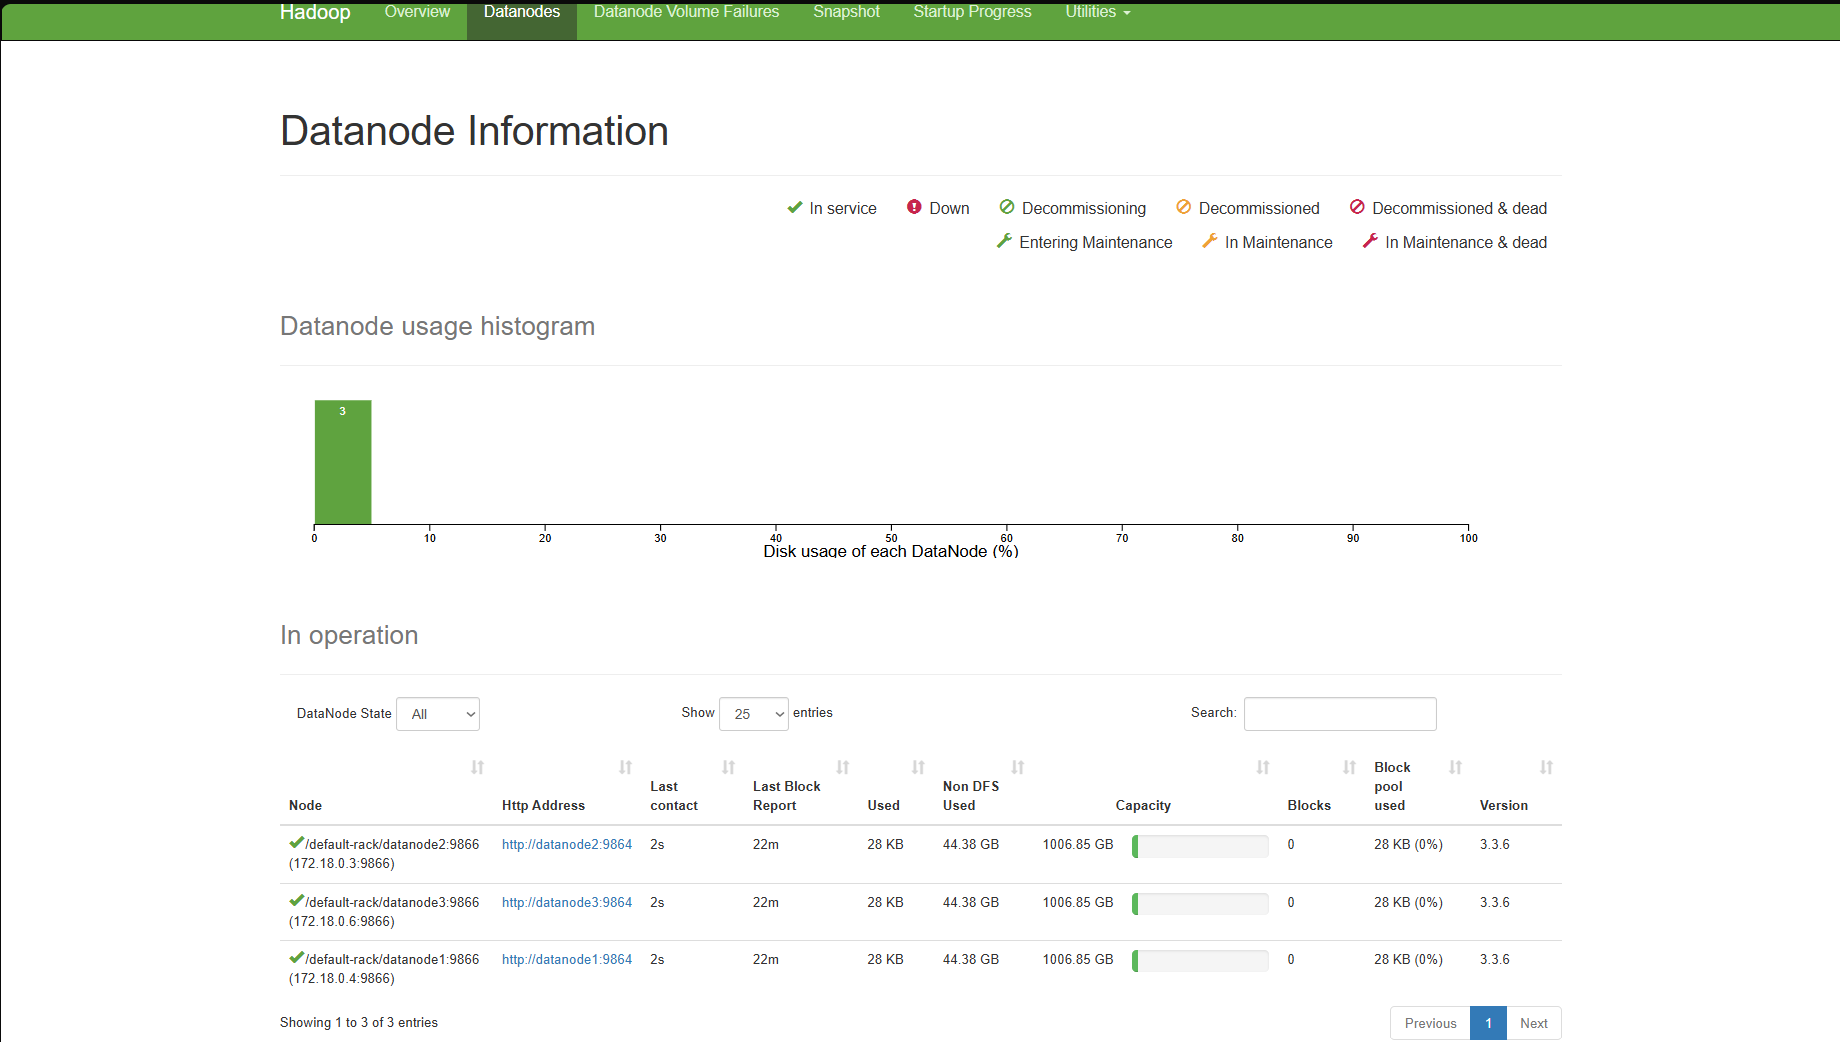 Hadoop Overview Datanodes Datanode Volume Failures Snapshot Startup Progress Utilities
Datanode Information
In service Down Decommissioning Decommissioned Decommissioned & dead
Entering Maintenance In Maintenance In Maintenance & dead
Datanode usage histogram
3
0 10 20 30 40 50 60 70 80 90 100
Disk usage of each DataNode (%)
In operation
DataNode State All Show 25 entries Search:
Node Http Address Last contact Last Block Report Used Non DFS Used Capacity Blocks Block pool used Version
/default-rack/datanode2:9866 http://datanode2:9864 2s 22m 28 KB 44.38 GB 1006.85 GB 0 28 KB (0%) 3.3.6
(172.18.0.3:9866)
/default-rack/datanode3:9866 http://datanode3:9864 2s 22m 28 KB 44.38 GB 1006.85 GB 0 28 KB (0%) 3.3.6
(172.18.0.6:9866)
/default-rack/datanode1:9866 http://datanode1:9864 2s 22m 28 KB 44.38 GB 1006.85 GB 0 28 KB (0%) 3.3.6
(172.18.0.4:9866)
Showing 1 to 3 of 3 entries Previous 1 Next